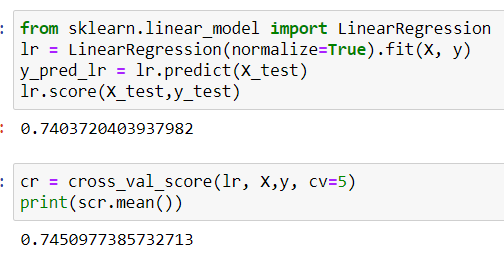 : from sklearn.linear_model import LinearRegression
lr = LinearRegression(normalize=True).fit(X, y)
y_pred_lr = lr.predict(X_test)
lr.score(X_test,y_test)
: 0.7403720403937982
: cr = cross_val_score(lr, X,y, cv=5)
print(scr.mean())
0.7450977385732713